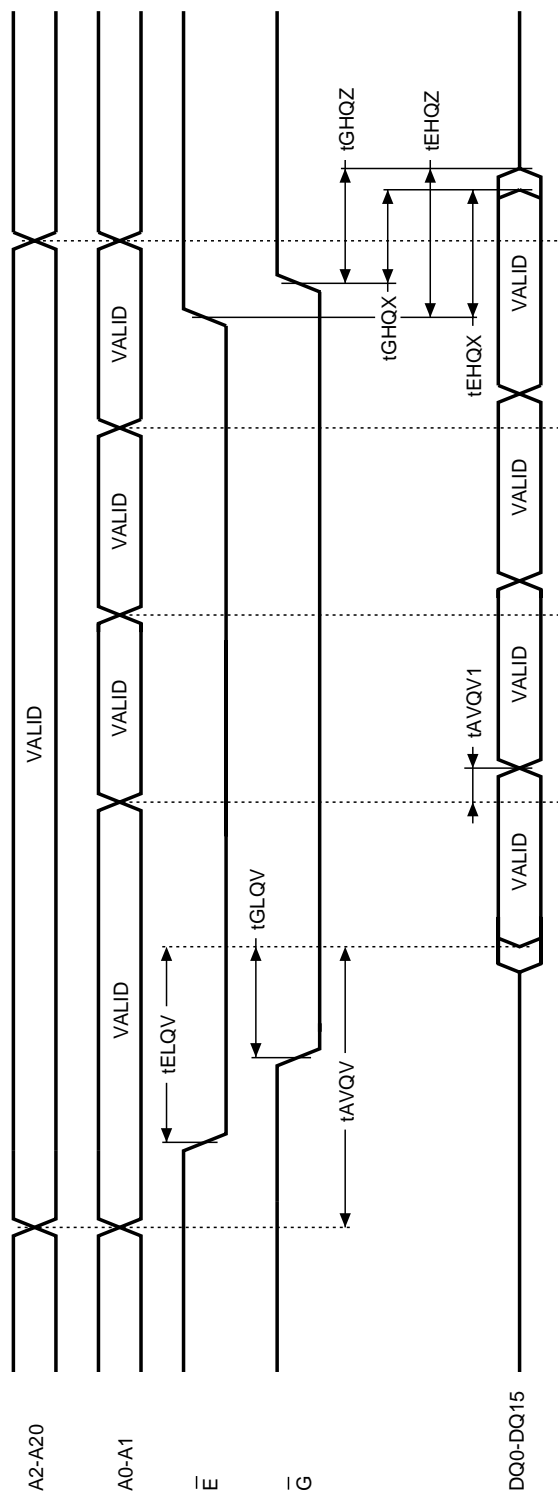 A2-A20
VALID
A0-A1
VALID
VALID
VALID
VALID
E
tELQV
G
tGLQV
tAVQV
tGHQZ
tGHQX
tEHQZ
tAVQV1
tEHQX
DQ0-DQ15
VALID
VALID
VALID
VALID